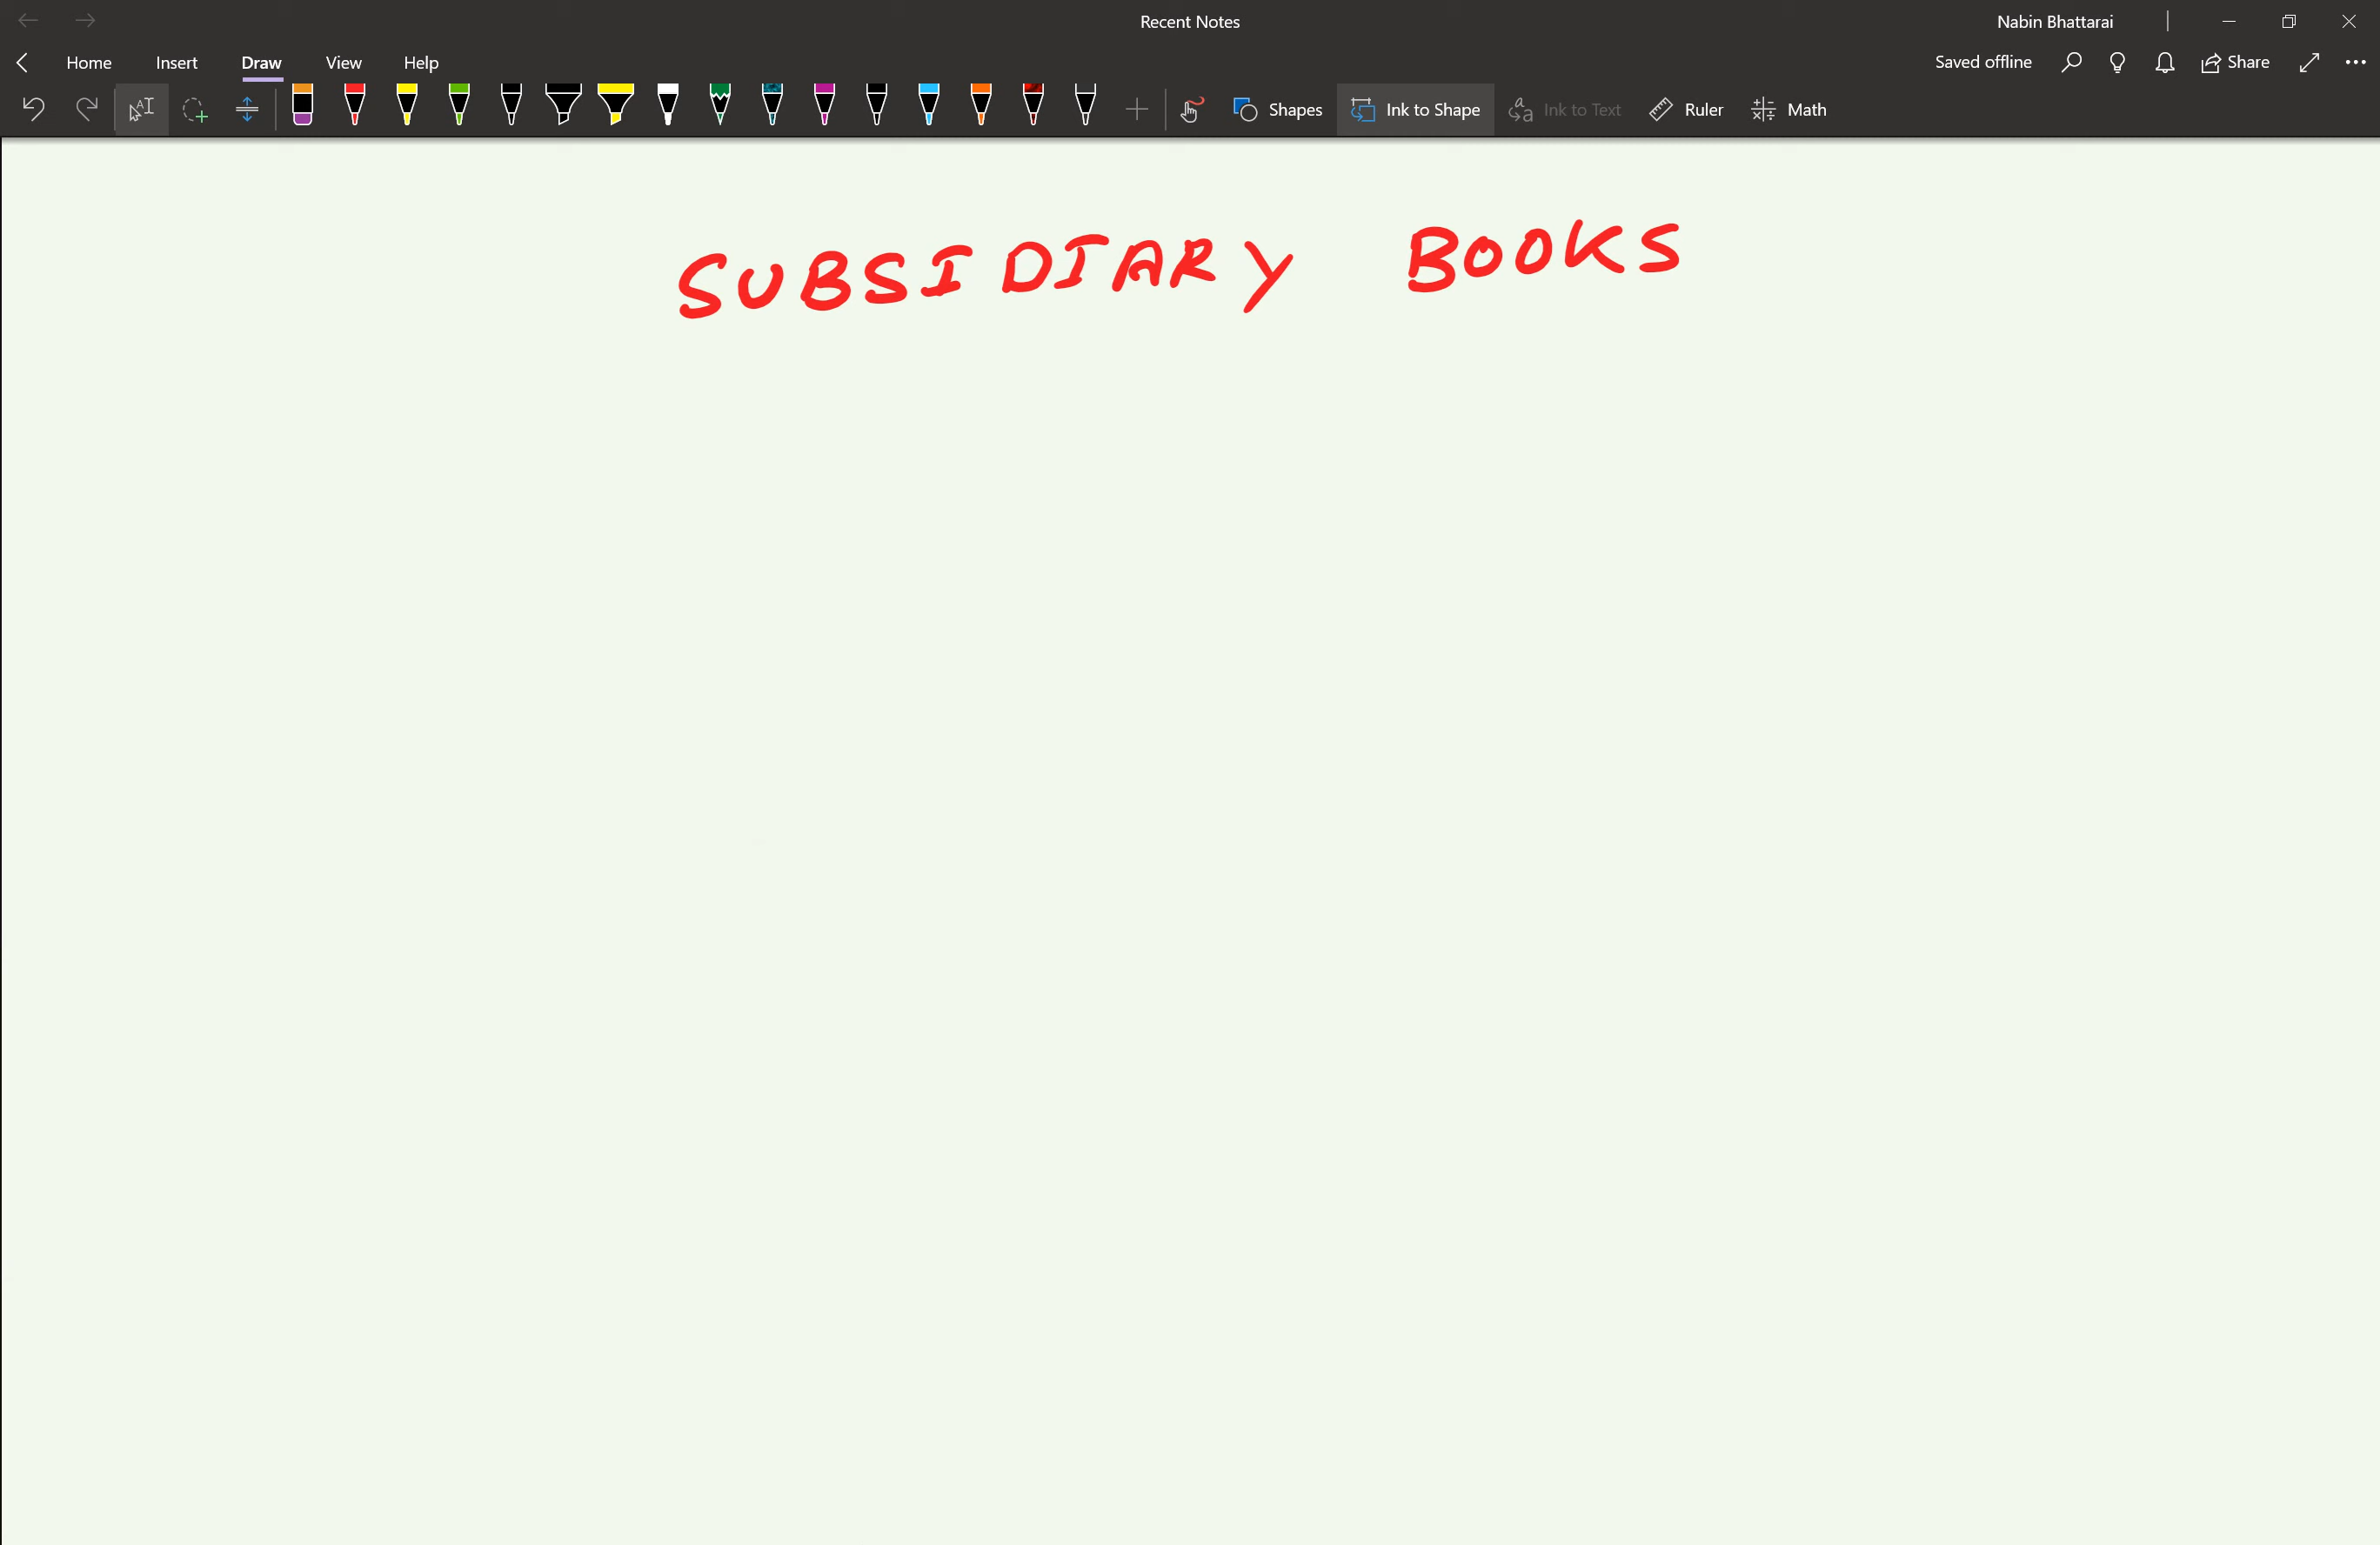 Recent Notes
Nabin Bhattarai
Home Insert Draw View Help
Saved offline
Share
Shapes
Ink to Shape
Ink to Text
Ruler
Math
SUBSIDIARY BOOKS